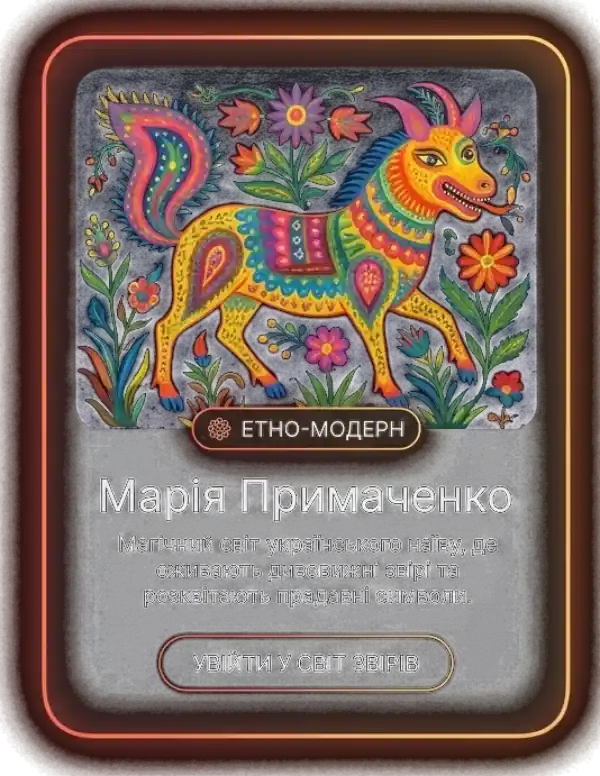 ЕТНО-МОДЕРН
Марія Примаченко
Магічний світ українського наїву, де
оживають дивовижні звірі та
розквітають прадавні символи.
УВІЙТИ У СВІТ ЗВІРІВ